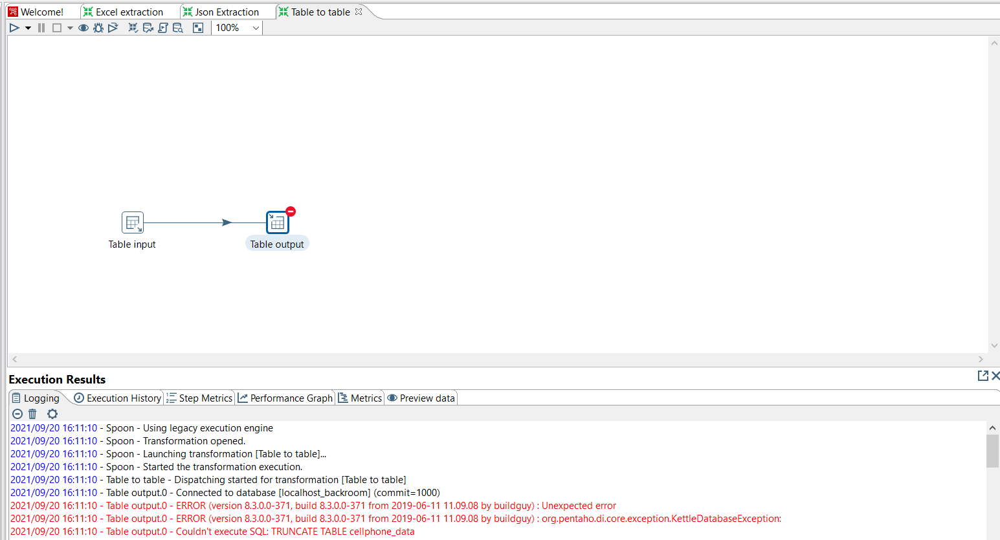 Welcome!
Excel extraction
Json Extraction
Table to table
100%
Table input
Table output
Execution Results
Logging
Execution History
Step Metrics
Performance Graph
Metrics
Preview data
2021/09/20 16:11:10 - Spoon - Using legacy execution engine
2021/09/20 16:11:10 - Spoon - Transformation opened.
2021/09/20 16:11:10 - Spoon - Launching transformation [Table to table]...
2021/09/20 16:11:10 - Spoon - Started the transformation execution.
2021/09/20 16:11:10 - Table to table - Dispatching started for transformation [Table to table]
2021/09/20 16:11:10 - Table output.0 - Connected to database [localhost_backroom] (commit=1000)
2021/09/20 16:11:10 - Table output.0 - ERROR (version 8.3.0.0-371, build 8.3.0.0-371 from 2019-06-11 11.09.08 by buildguy) : Unexpected error
2021/09/20 16:11:10 - Table output.0 - ERROR (version 8.3.0.0-371, build 8.3.0.0-371 from 2019-06-11 11.09.08 by buildguy) : org.pentaho.di.core.exception.KettleDatabaseException:
2021/09/20 16:11:10 - Table output.0 - Couldn't execute SQL: TRUNCATE TABLE cellphone_data